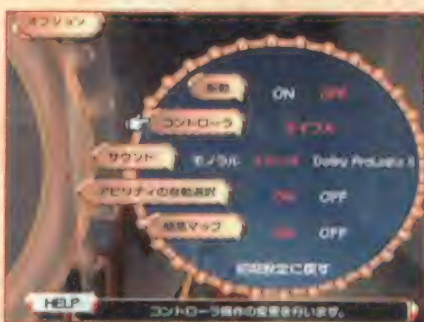 オプション
振動 ON OFF
コントローラ タイプA
サウンド モノラル ステレオ Dolby ProLogic II
アビリティの自動選択 ON OFF
簡易マップ ON OFF
初期設定に戻す
HELP コントローラ操作の変更を行います。